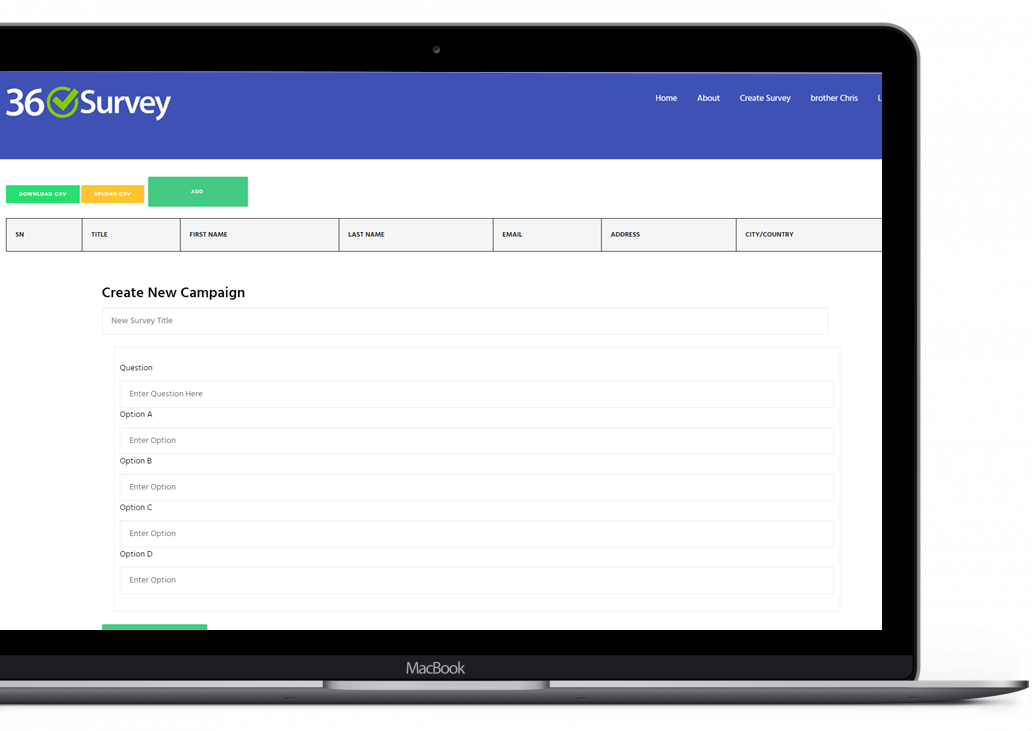 36 Survey
Home About Create Survey brother Chris L
DOWNLOAD CSV UPLOAD CSV ADD
SN TITLE FIRST NAME LAST NAME EMAIL ADDRESS CITY/COUNTRY
Create New Campaign
New Survey Title
Question
Enter Question Here
Option A
Enter Option
Option B
Enter Option
Option C
Enter Option
Option D
Enter Option
MacBook